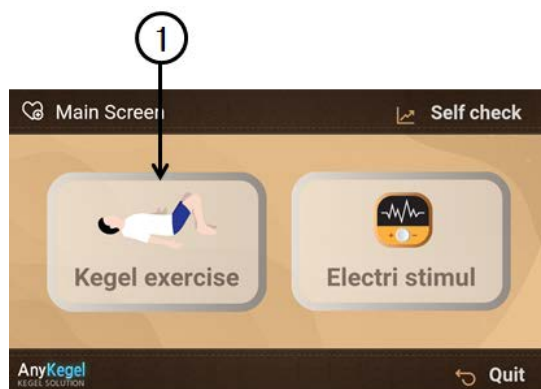 1
Main Screen
Self check
Kegel exercise
Electri stimul
AnyKegel
KEGEL SOLUTION
Quit